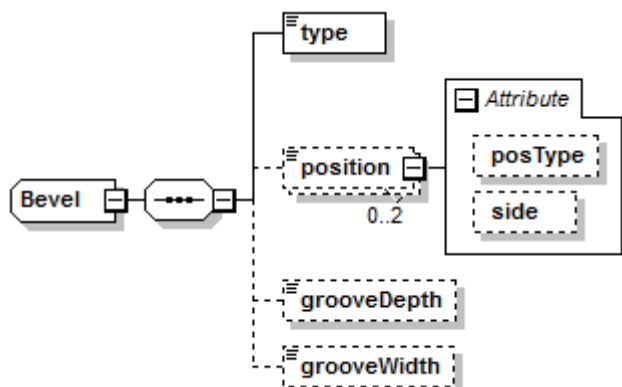 type
Attribute
posType
position
Bevel
side
0..2
grooveDepth
grooveWidth